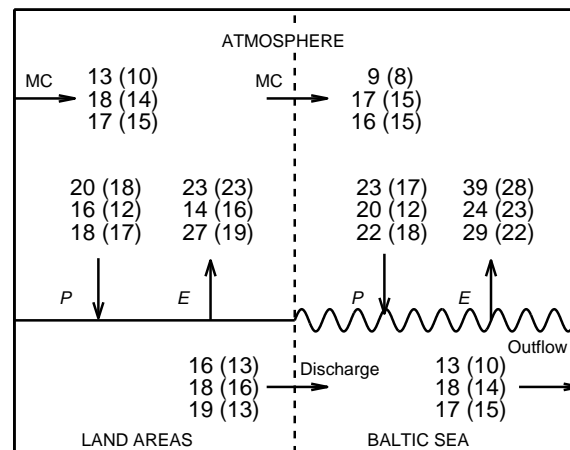 ATMOSPHERE
MC
13 (10)
18 (14)
17 (15)
MC
9 (8)
17 (15)
16 (15)
20 (18)
16 (12)
18 (17)
23 (23)
14 (16)
27 (19)
23 (17)
20 (12)
22 (18)
39 (28)
24 (23)
29 (22)
P
E
P
E
Outflow
16 (13)
18 (16)
19 (13)
Discharge
13 (10)
18 (14)
17 (15)
LAND AREAS
BALTIC SEA